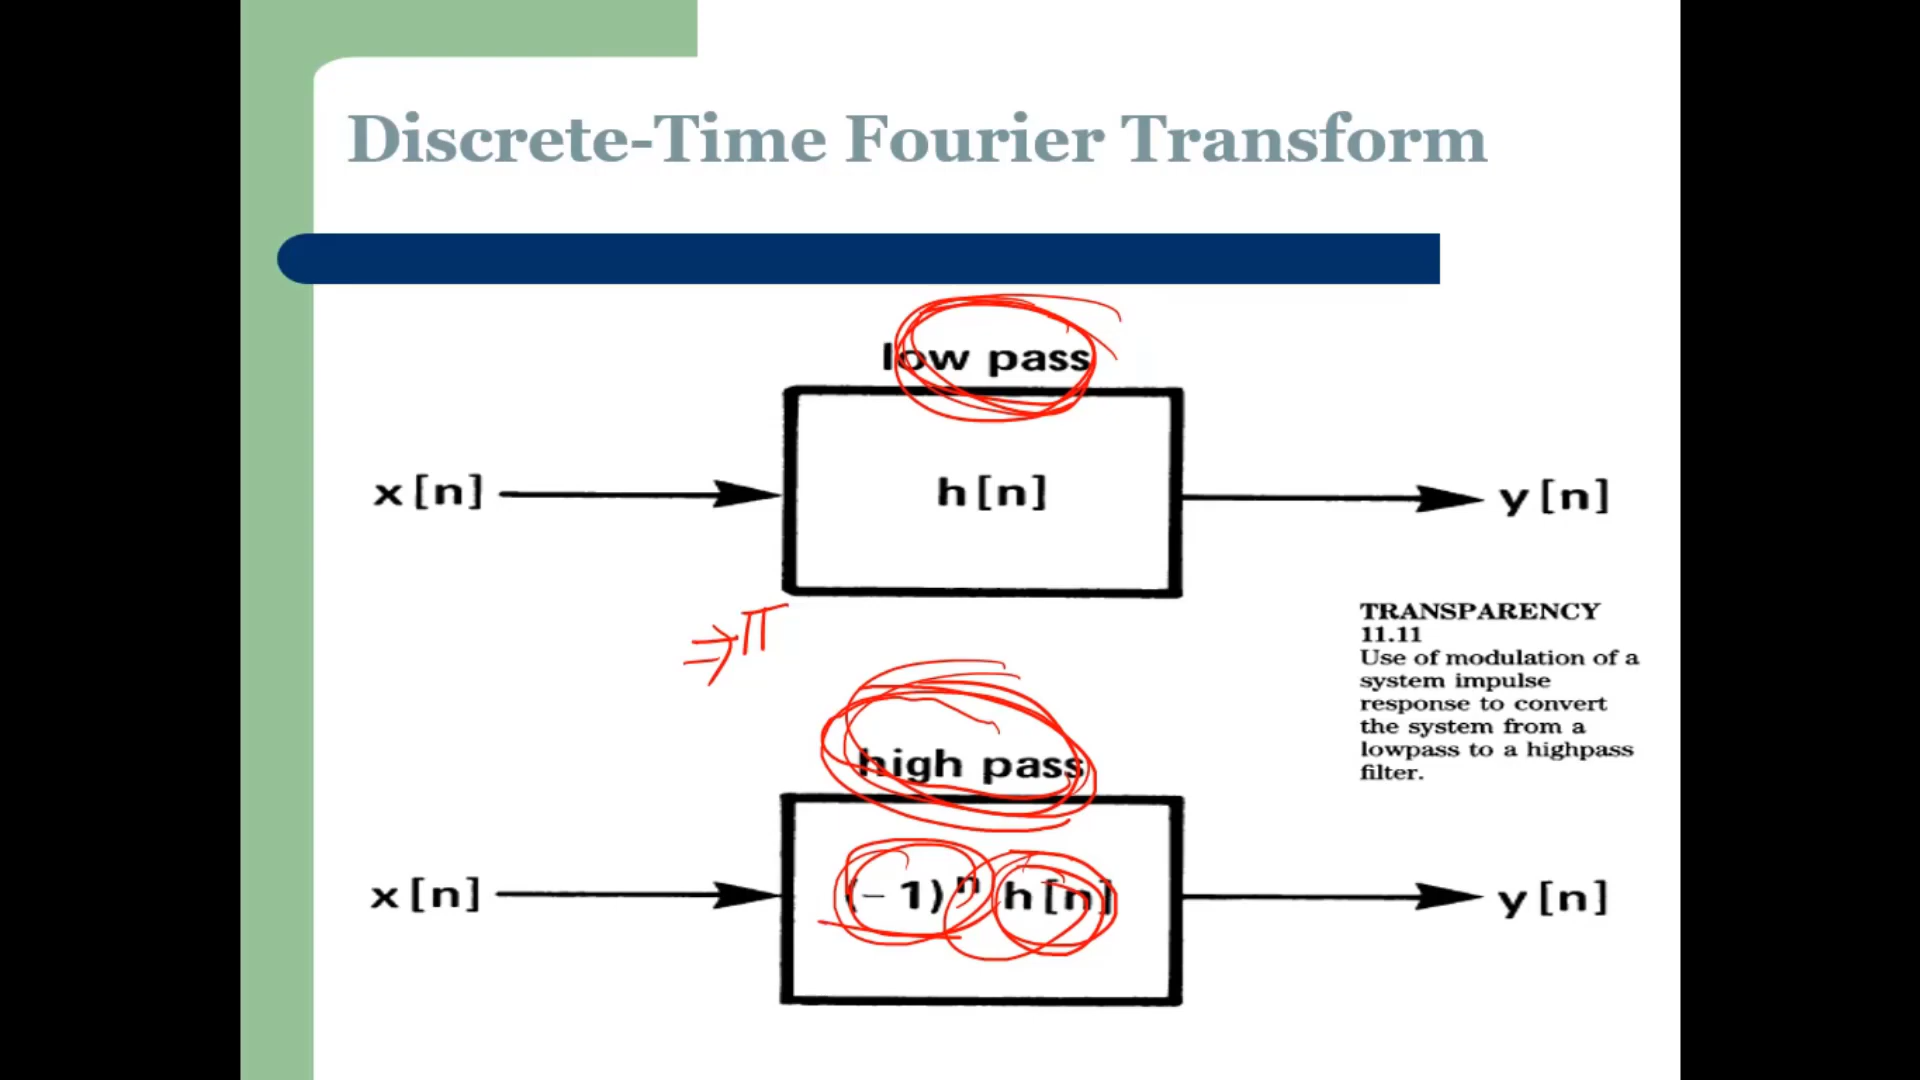 Discrete-Time Fourier Transform
low pass
x[n]
h[n]
y[n]
⇒π
TRANSPARENCY
11.11
Use of modulation of a
system impulse
response to convert
the system from a
lowpass to a highpass
filter.
high pass
x[n]
(-1)ⁿ h[n]
y[n]